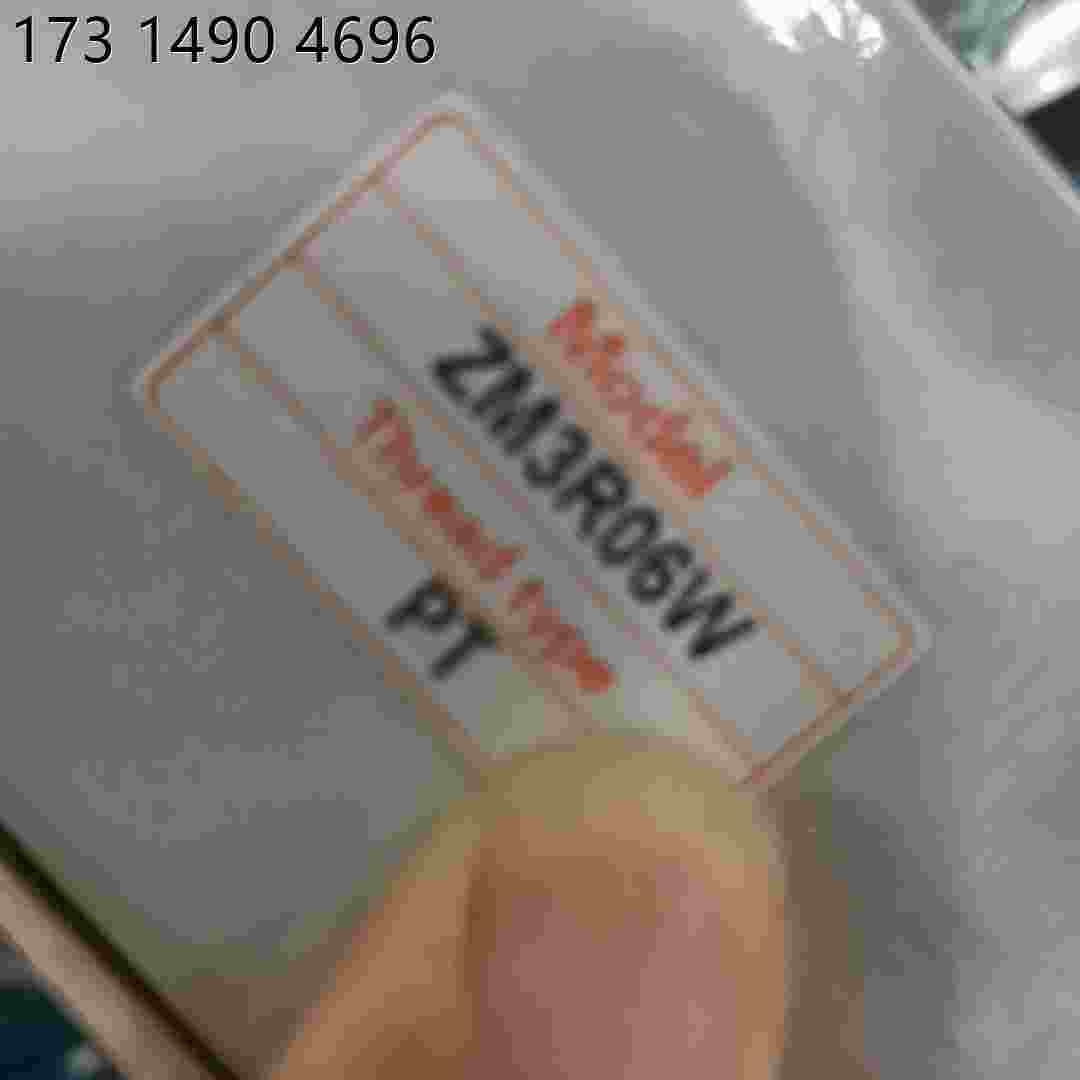 173 1490 4696
Model
ZM3R06W
Thread type
PT